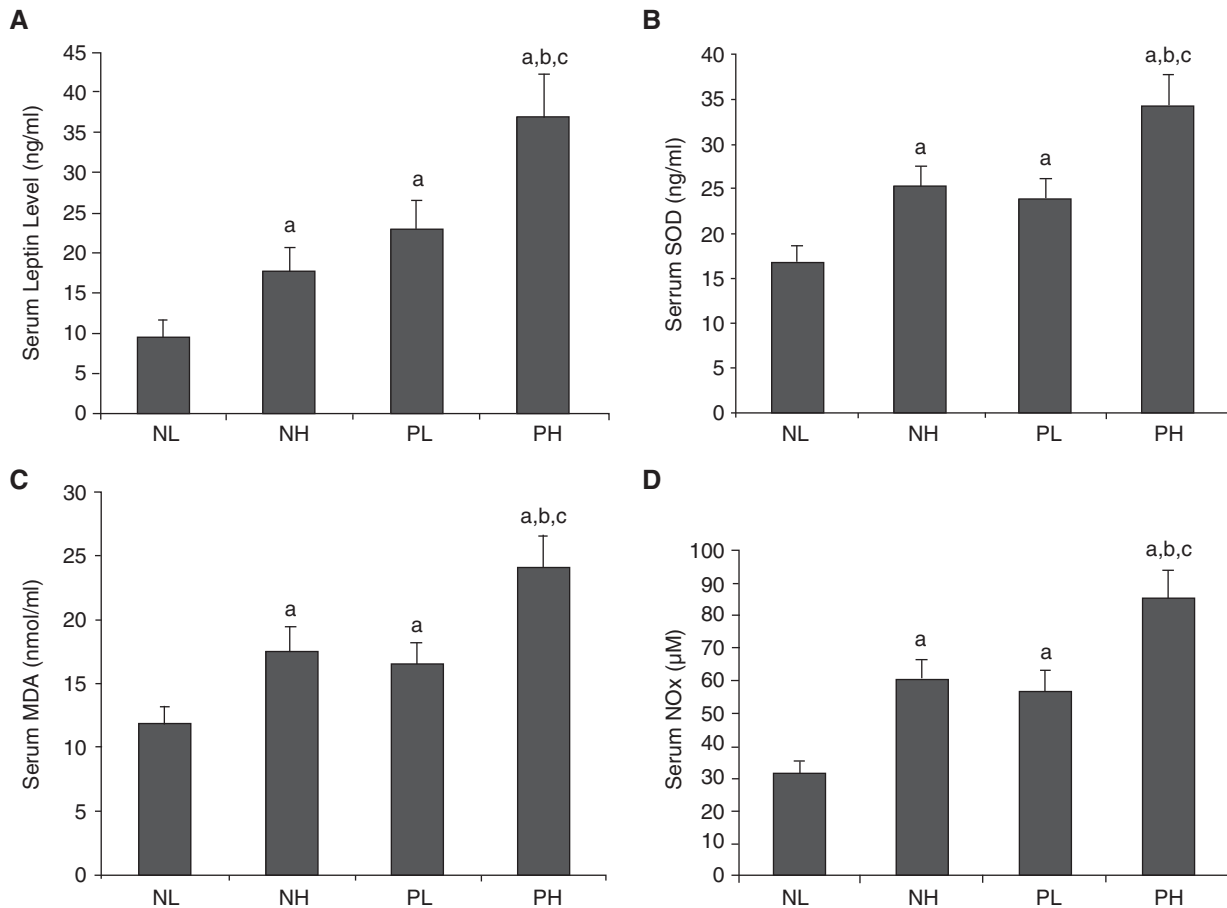 A
Serum Leptin Level (ng/ml)
45
40
35
30
25
20
15
10
5
0
a
a
a,b,c
NL NH PL PH
B
Serrum SOD (ng/ml)
40
35
30
25
20
15
10
5
0
a
a
a,b,c
NL NH PL PH
C
Serum MDA (nmol/ml)
30
25
20
15
10
5
0
a
a
a,b,c
NL NH PL PH
D
Serum NOx (µM)
100
90
80
70
60
50
40
30
20
10
0
a
a
a,b,c
NL NH PL PH